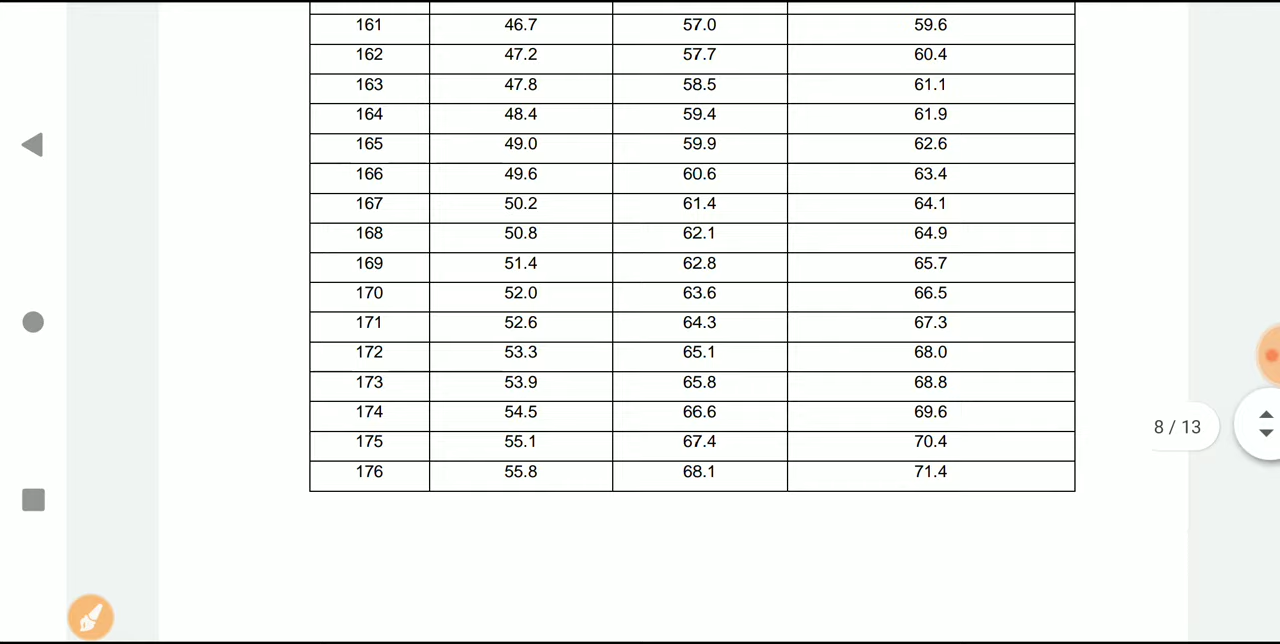 161 46.7 57.0 59.6
162 47.2 57.7 60.4
163 47.8 58.5 61.1
164 48.4 59.4 61.9
165 49.0 59.9 62.6
166 49.6 60.6 63.4
167 50.2 61.4 64.1
168 50.8 62.1 64.9
169 51.4 62.8 65.7
170 52.0 63.6 66.5
171 52.6 64.3 67.3
172 53.3 65.1 68.0
173 53.9 65.8 68.8
174 54.5 66.6 69.6
175 55.1 67.4 70.4
176 55.8 68.1 71.4
8 / 13